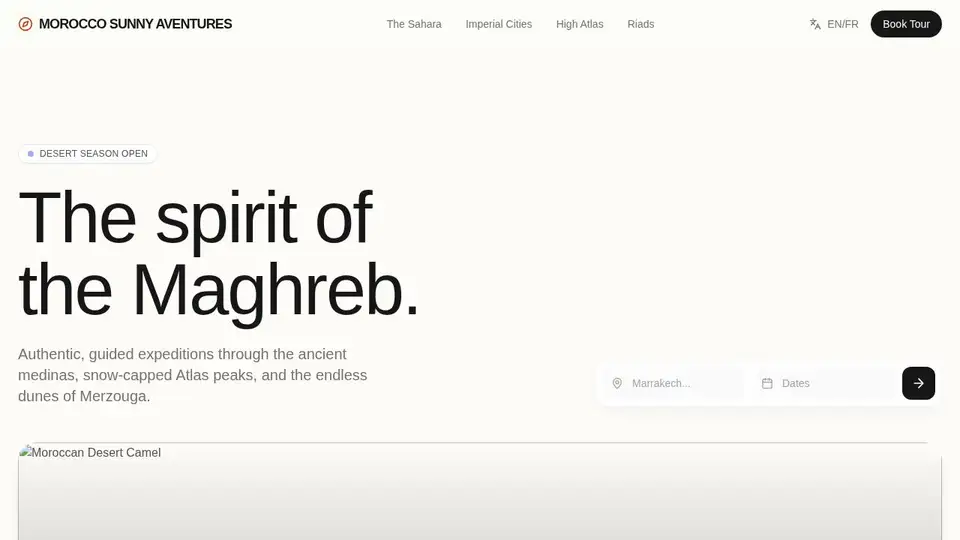 MOROCCO SUNNY AVENTURES
The Sahara
Imperial Cities
High Atlas
Riads
EN/FR
Book Tour
DESERT SEASON OPEN
The spirit of
the Maghreb.
Authentic, guided expeditions through the ancient
medinas, snow-capped Atlas peaks, and the endless
dunes of Merzouga.
Marrakech...
Dates
Moroccan Desert Camel